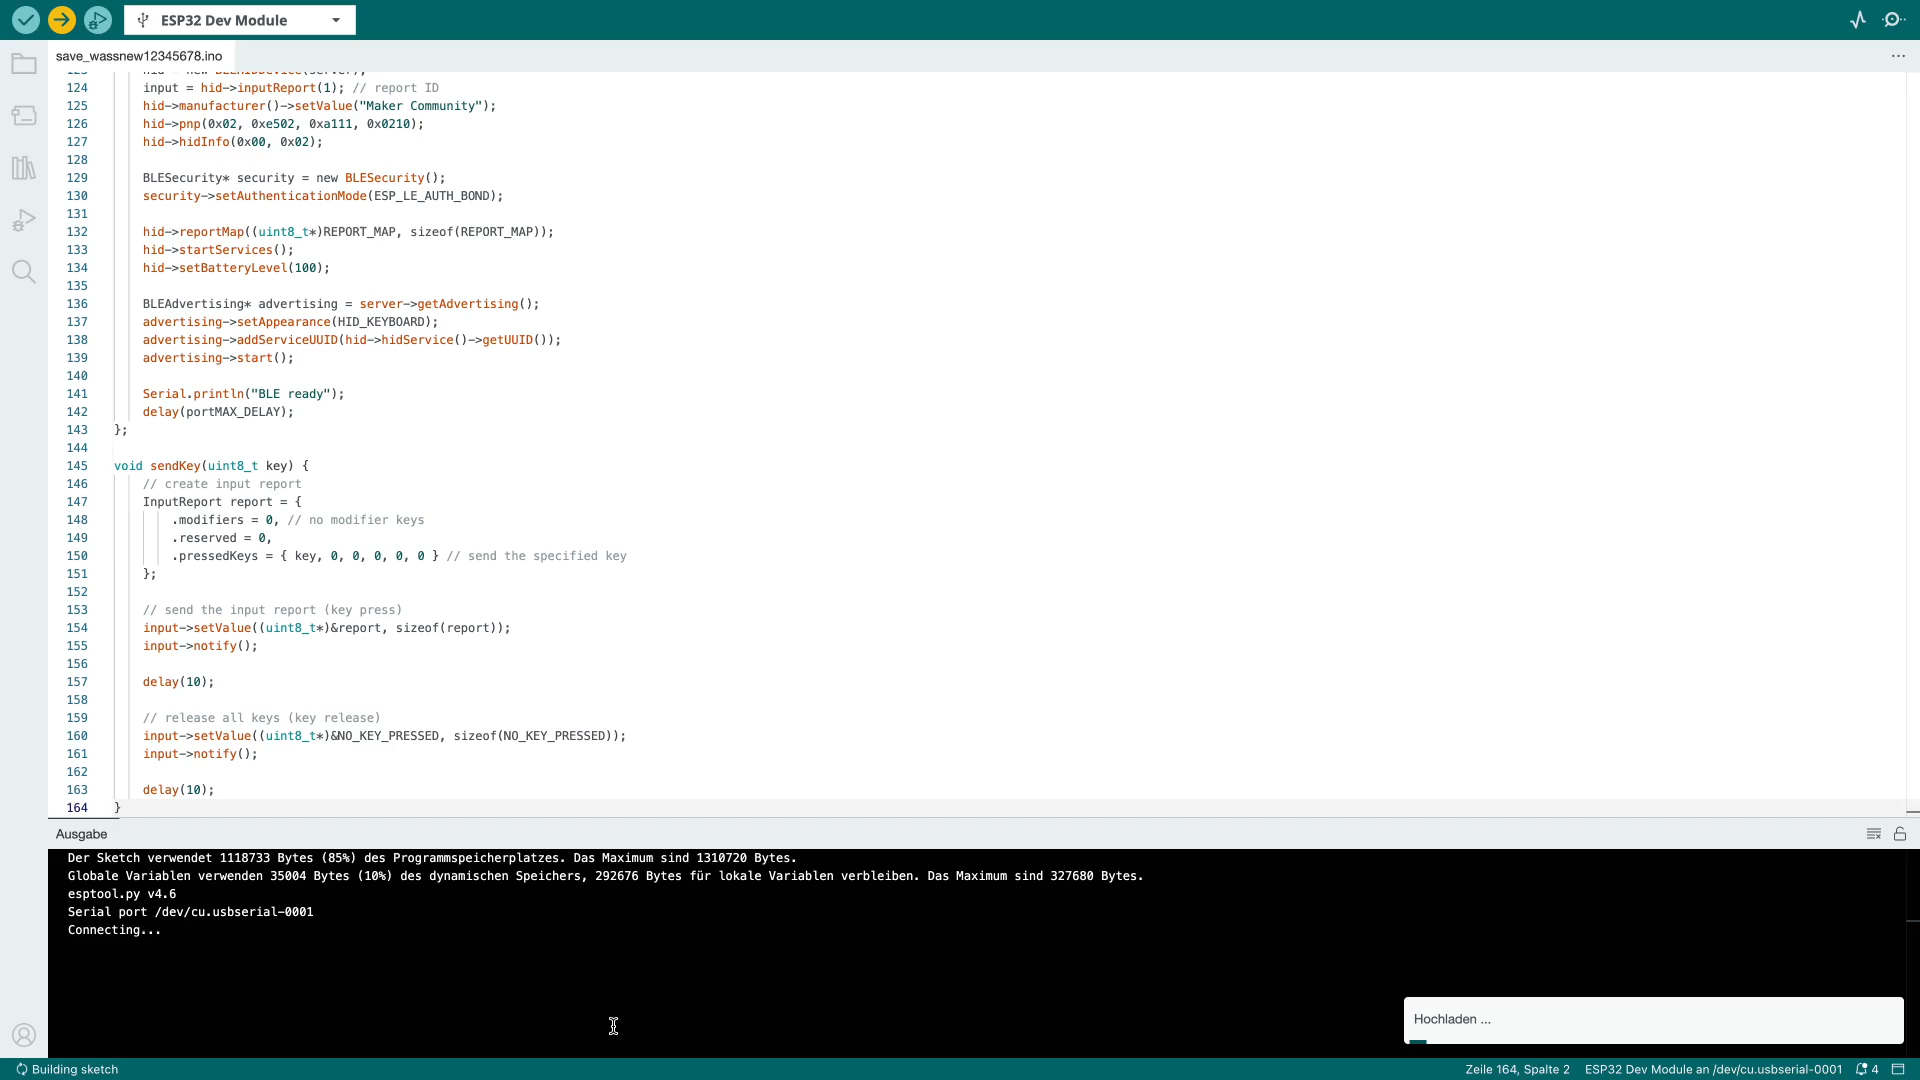 ESP32 Dev Module
save_wassnew12345678.ino
124 input = hid->inputReport(1); // report ID
125 hid->manufacturer()->setValue("Maker Community");
126 hid->pnp(0x02, 0xe502, 0xa111, 0x0210);
127 hid->hidInfo(0x00, 0x02);
128
129 BLESecurity* security = new BLESecurity();
130 security->setAuthenticationMode(ESP_LE_AUTH_BOND);
131
132 hid->reportMap((uint8_t*)REPORT_MAP, sizeof(REPORT_MAP));
133 hid->startServices();
134 hid->setBatteryLevel(100);
135
136 BLEAdvertising* advertising = server->getAdvertising();
137 advertising->setAppearance(HID_KEYBOARD);
138 advertising->addServiceUUID(hid->hidService()->getUUID());
139 advertising->start();
140
141 Serial.println("BLE ready");
142 delay(portMAX_DELAY);
143 };
144
145 void sendKey(uint8_t key) {
146 // create input report
147 InputReport report = {
148 .modifiers = 0, // no modifier keys
149 .reserved = 0,
150 .pressedKeys = { key, 0, 0, 0, 0, 0 } // send the specified key
151 };
152
153 // send the input report (key press)
154 input->setValue((uint8_t*)&report, sizeof(report));
155 input->notify();
156
157 delay(10);
158
159 // release all keys (key release)
160 input->setValue((uint8_t*)&NO_KEY_PRESSED, sizeof(NO_KEY_PRESSED));
161 input->notify();
162
163 delay(10);
164 }
Ausgabe
Der Sketch verwendet 1118733 Bytes (85%) des Programmspeicherplatzes. Das Maximum sind 1310720 Bytes.
Globale Variablen verwenden 35004 Bytes (10%) des dynamischen Speichers, 292676 Bytes für lokale Variablen verbleiben. Das Maximum sind 327680 Bytes.
esptool.py v4.6
Serial port /dev/cu.usbserial-0001
Connecting...
Hochladen ...
Building sketch
Zeile 164, Spalte 2 ESP32 Dev Module an /dev/cu.usbserial-0001 4